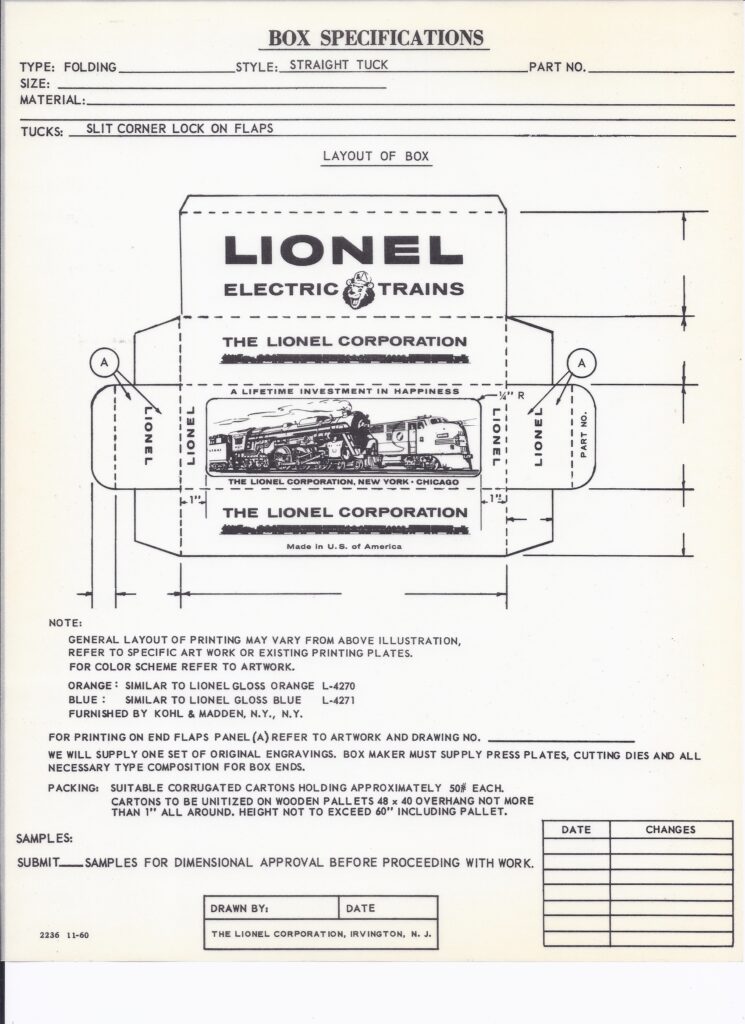 BOX SPECIFICATIONS
TYPE: FOLDING STYLE: STRAIGHT TUCK PART NO.
SIZE:
MATERIAL:
TUCKS: SLIT CORNER LOCK ON FLAPS
LAYOUT OF BOX
LIONEL
ELECTRIC TRAINS
THE LIONEL CORPORATION
A
A
A LIFETIME INVESTMENT IN HAPPINESS
¼" R
LIONEL
LIONEL
LIONEL
LIONEL
PART NO.
THE LIONEL CORPORATION, NEW YORK · CHICAGO
1"
1"
THE LIONEL CORPORATION
Made in U.S. of America
NOTE:
GENERAL LAYOUT OF PRINTING MAY VARY FROM ABOVE ILLUSTRATION,
REFER TO SPECIFIC ART WORK OR EXISTING PRINTING PLATES.
FOR COLOR SCHEME REFER TO ARTWORK.
ORANGE: SIMILAR TO LIONEL GLOSS ORANGE L-4270
BLUE: SIMILAR TO LIONEL GLOSS BLUE L-4271
FURNISHED BY KOHL & MADDEN, N.Y., N.Y.
FOR PRINTING ON END FLAPS PANEL (A) REFER TO ARTWORK AND DRAWING NO.
WE WILL SUPPLY ONE SET OF ORIGINAL ENGRAVINGS. BOX MAKER MUST SUPPLY PRESS PLATES, CUTTING DIES AND ALL
NECESSARY TYPE COMPOSITION FOR BOX ENDS.
PACKING: SUITABLE CORRUGATED CARTONS HOLDING APPROXIMATELY 50# EACH.
CARTONS TO BE UNITIZED ON WOODEN PALLETS 48 x 40 OVERHANG NOT MORE
THAN 1" ALL AROUND. HEIGHT NOT TO EXCEED 60" INCLUDING PALLET.
SAMPLES:
SUBMIT SAMPLES FOR DIMENSIONAL APPROVAL BEFORE PROCEEDING WITH WORK.
DATE CHANGES
DRAWN BY: DATE
THE LIONEL CORPORATION, IRVINGTON, N. J.
2236 11-60